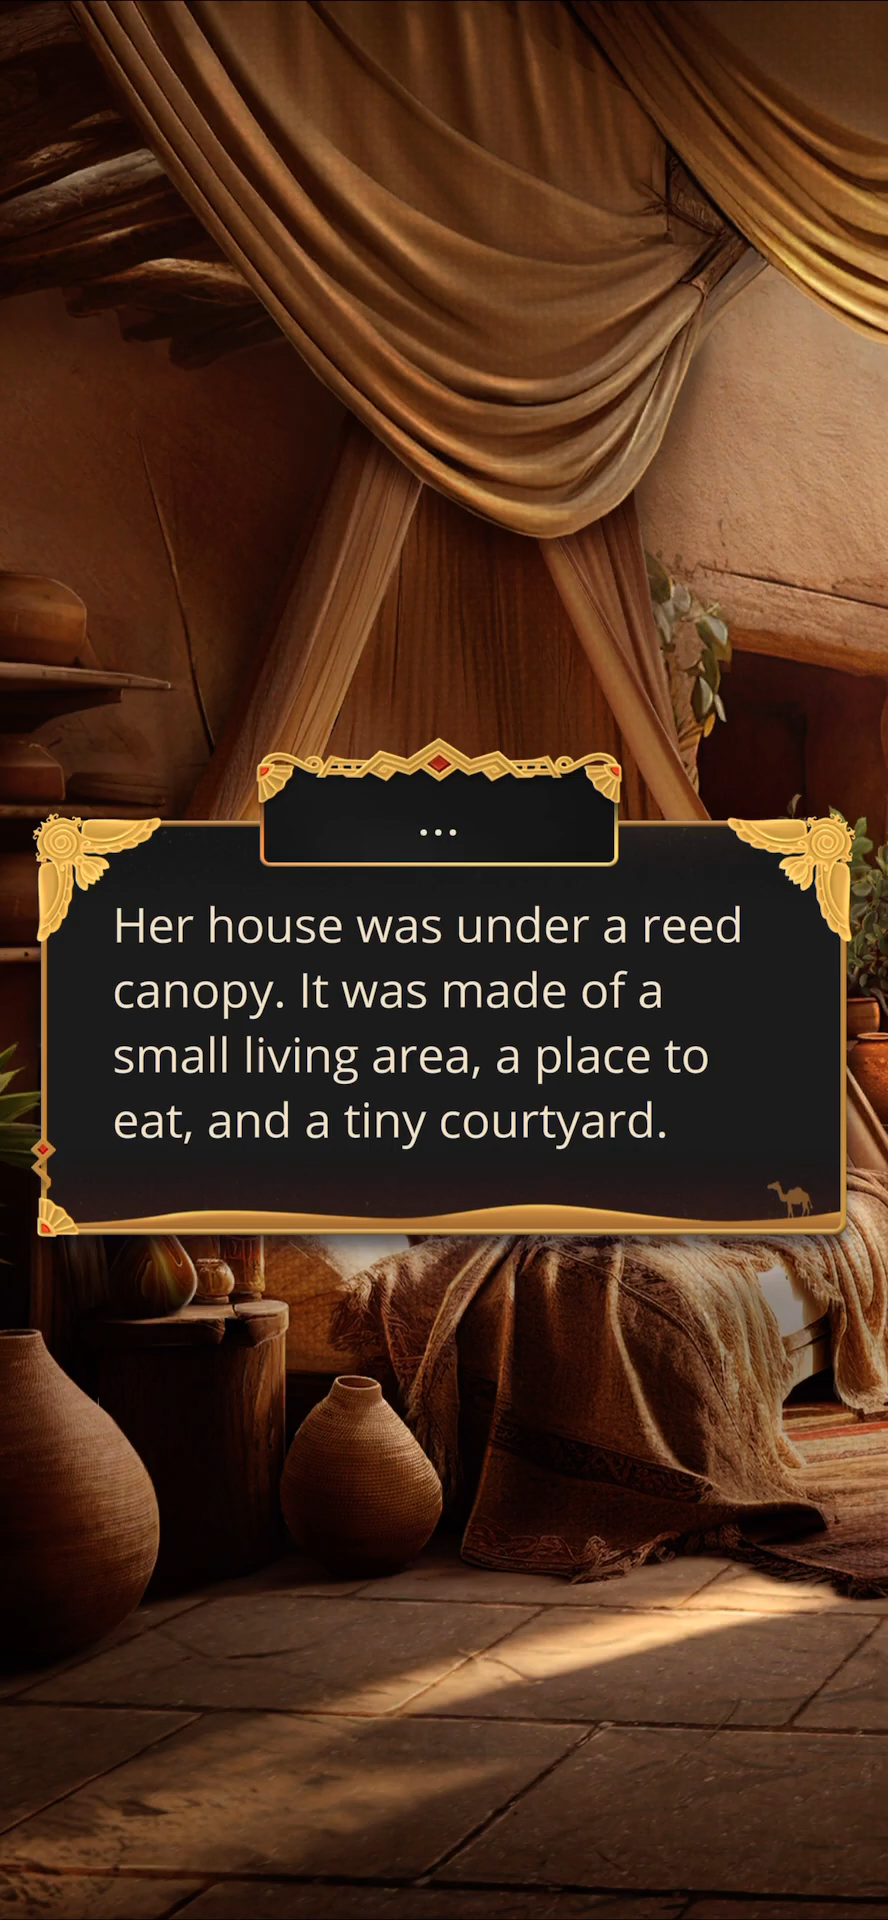 ...
Her house was under a reed
canopy. It was made of a
small living area, a place to
eat, and a tiny courtyard.